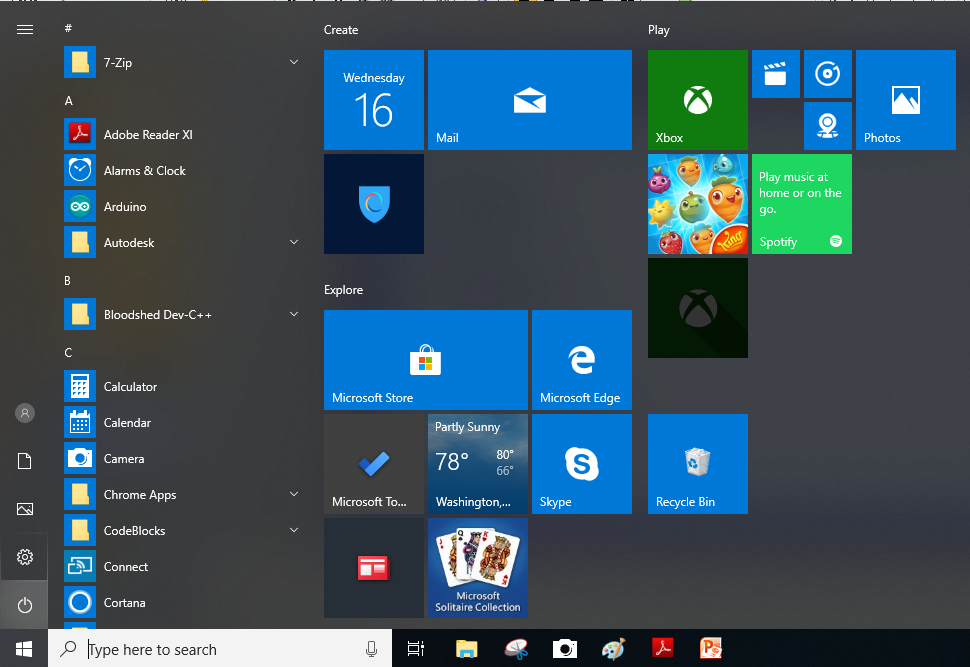 #
7-Zip
A
Adobe Reader XI
Alarms & Clock
Arduino
Autodesk
B
Bloodshed Dev-C++
C
Calculator
Calendar
Camera
Chrome Apps
CodeBlocks
Connect
Cortana
Create
Wednesday
16
Mail
Explore
Microsoft Store
Microsoft Edge
Microsoft To...
Partly Sunny
78° 80°
66°
Washington,...
Skype
Microsoft
Solitaire Collection
Play
Xbox
Photos
King
Play music at
home or on the
go.
Spotify
Recycle Bin
Type here to search